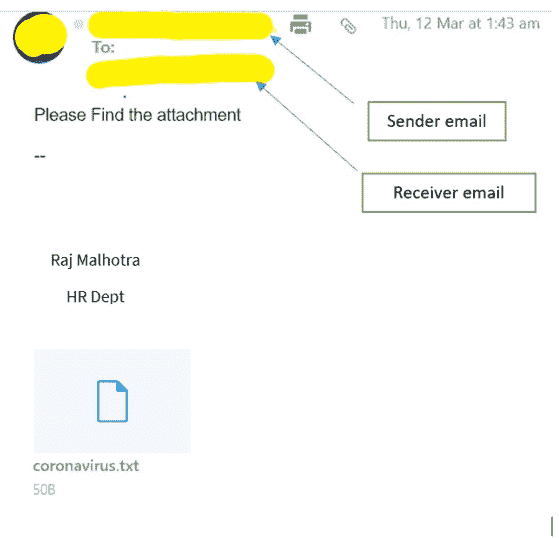 Thu, 12 Mar at 1:43 am
To:
Please Find the attachment
Sender email
--
Receiver email
Raj Malhotra
HR Dept
coronavirus.txt
50B